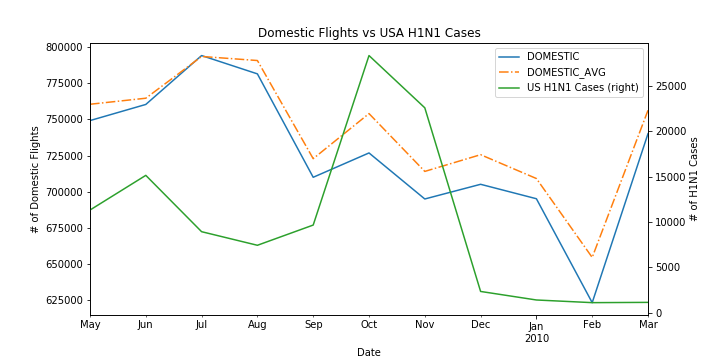 Domestic Flights vs USA H1N1 Cases
DOMESTIC
DOMESTIC_AVG
US H1N1 Cases (right)
# of Domestic Flights
800000
775000
750000
725000
700000
675000
650000
625000
# of H1N1 Cases
25000
20000
15000
10000
5000
0
May Jun Jul Aug Sep Oct Nov Dec Jan Feb Mar
2010
Date